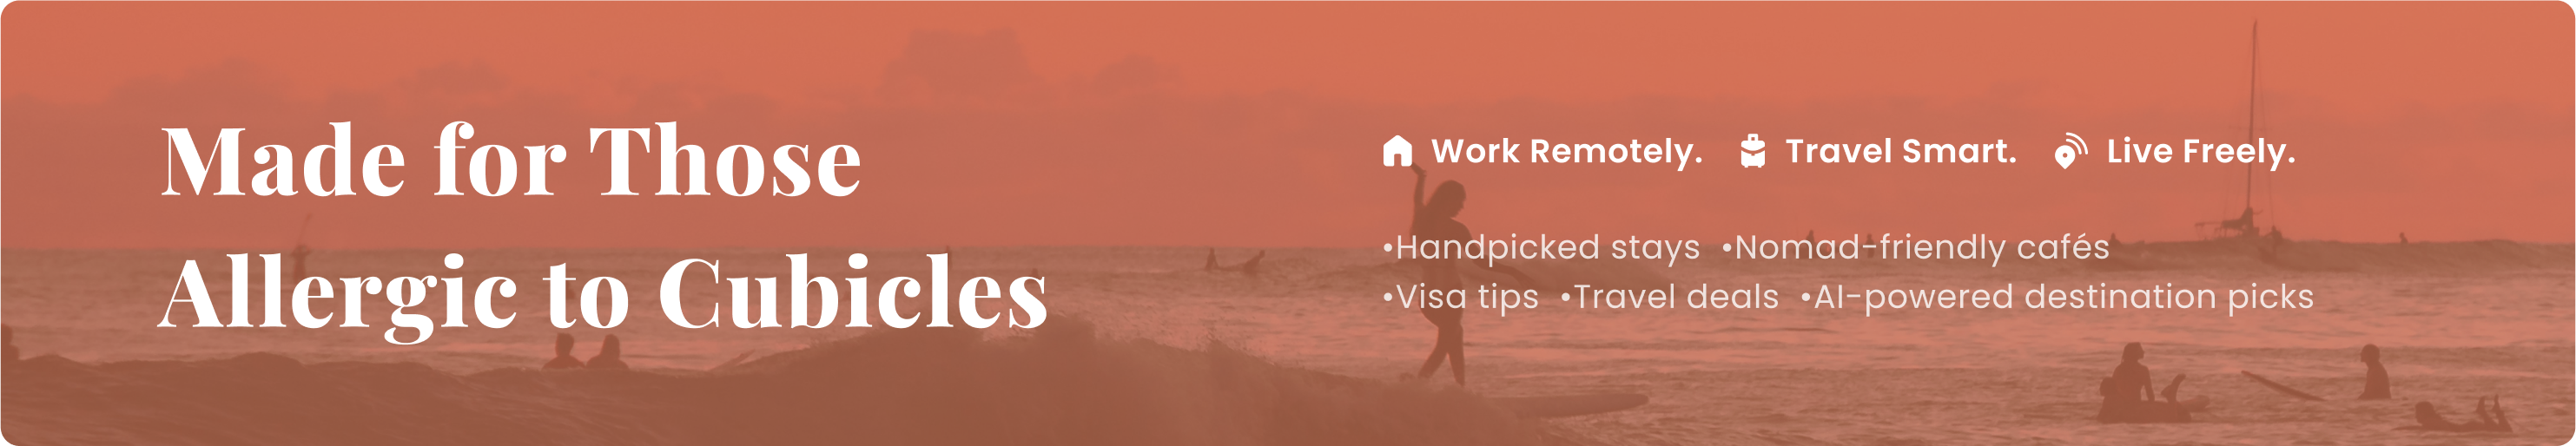 Made for Those
Allergic to Cubicles
Work Remotely. Travel Smart. Live Freely.
•Handpicked stays •Nomad-friendly cafés
•Visa tips •Travel deals •AI-powered destination picks